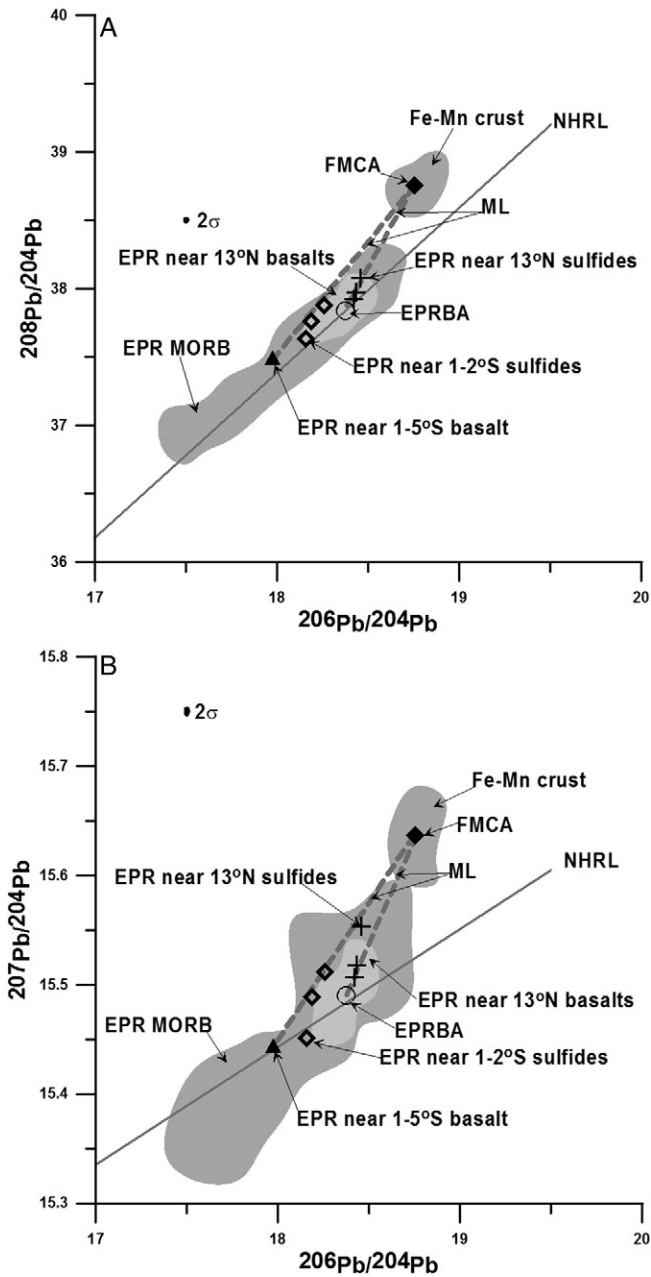 A
40
39
38
37
36
208Pb/204Pb
Fe-Mn crust
NHRL
FMCA
ML
2σ
EPR near 13°N basalts
EPR near 13°N sulfides
EPRBA
EPR MORB
EPR near 1-2°S sulfides
EPR near 1-5°S basalt
17
18
19
20
206Pb/204Pb
B
15.8
15.7
15.6
15.5
15.4
15.3
207Pb/204Pb
2σ
Fe-Mn crust
FMCA
NHRL
EPR near 13°N sulfides
ML
EPR near 13°N basalts
EPR MORB
EPRBA
EPR near 1-2°S sulfides
EPR near 1-5°S basalt
17
18
19
20
206Pb/204Pb